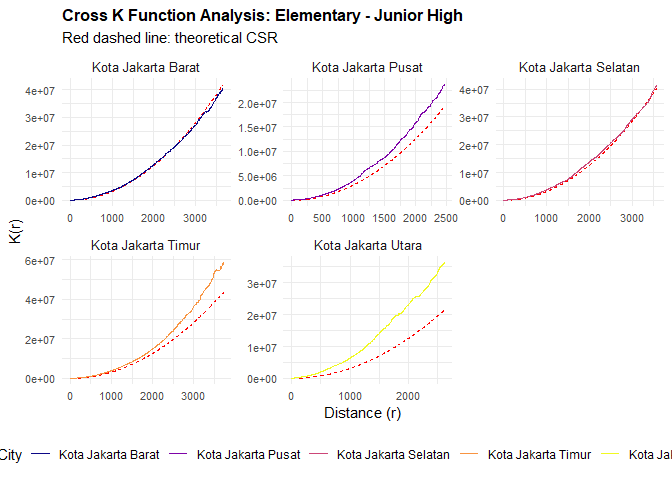 Cross K Function Analysis: Elementary - Junior High
Red dashed line: theoretical CSR
Kota Jakarta Barat
Kota Jakarta Pusat
Kota Jakarta Selatan
4e+07
3e+07
2e+07
1e+07
0e+00
0 1000 2000 3000
2.0e+07
1.5e+07
1.0e+07
5.0e+06
0.0e+00
0 500 1000 1500 2000 2500
4e+07
3e+07
2e+07
1e+07
0e+00
0 1000 2000 3000
K(r)
Kota Jakarta Timur
Kota Jakarta Utara
6e+07
4e+07
2e+07
0e+00
0 1000 2000 3000
3e+07
2e+07
1e+07
0e+00
0 1000 2000
Distance (r)
City Kota Jakarta Barat Kota Jakarta Pusat Kota Jakarta Selatan Kota Jakarta Timur Kota Jak